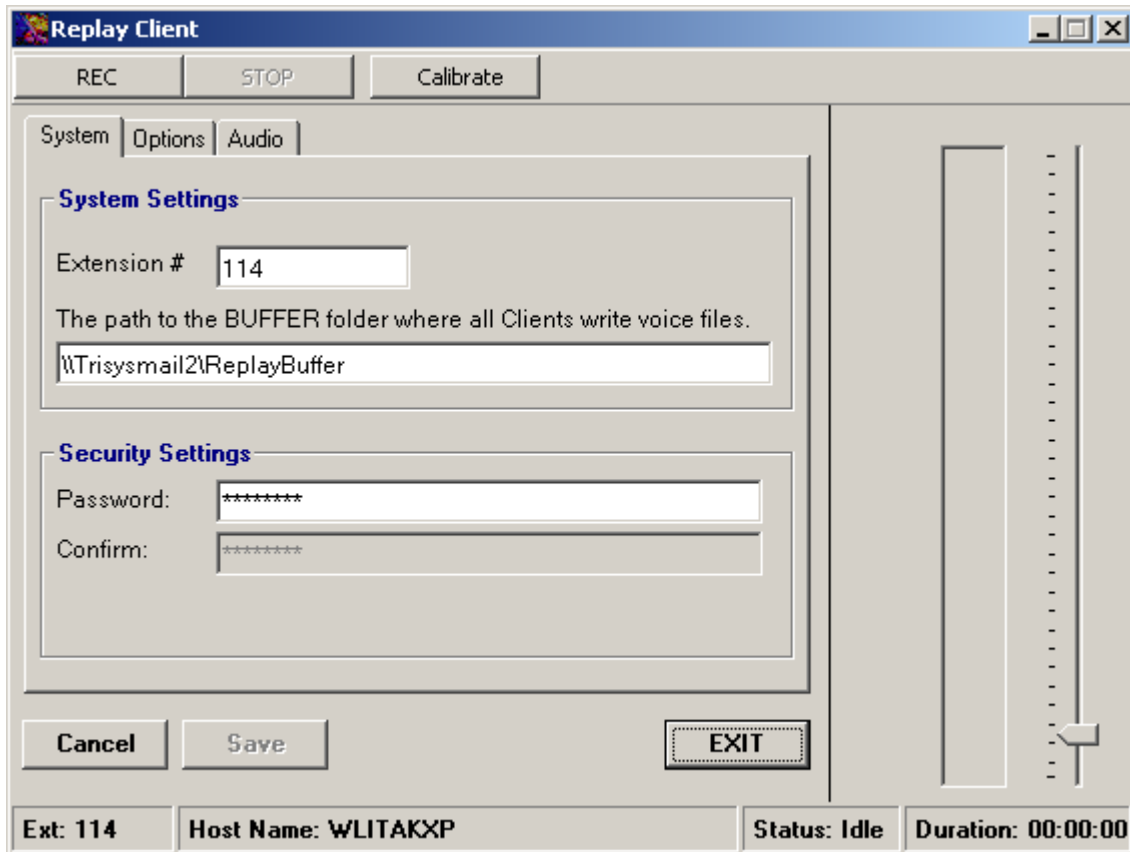 Replay Client
REC STOP Calibrate
System Options Audio
System Settings
Extension # 114
The path to the BUFFER folder where all Clients write voice files.
\\Trisysmail2\ReplayBuffer
Security Settings
Password: ********
Confirm: ********
Cancel Save EXIT
Ext: 114 Host Name: WLITAKXP Status: Idle Duration: 00:00:00